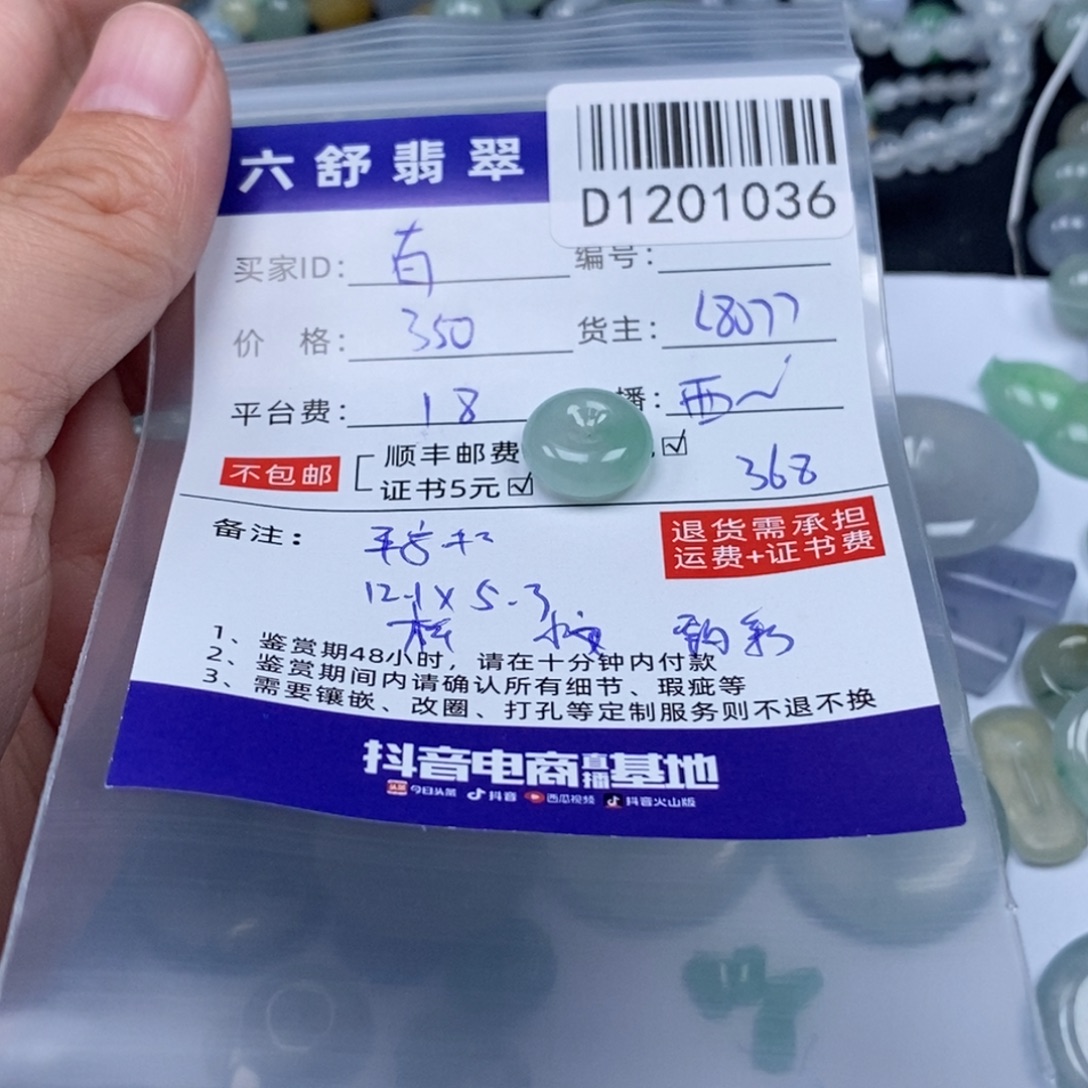 六舒翡翠
D1201036
买家ID: 编号:
价 格: 350 货主: 18077
平台费: 18 播:
不包邮 顺丰邮费 ☑
证书5元☑ 368
备注: 平安扣
退货需承担
运费+证书费
12.1x5.3
1、鉴赏期48小时，请在十分钟内付款
2、鉴赏期间内请确认所有细节、瑕疵等
3、需要镶嵌、改圈、打孔等定制服务则不退不换
抖音电商直播基地
头条 今日头条 抖音 西瓜视频 抖音火山版